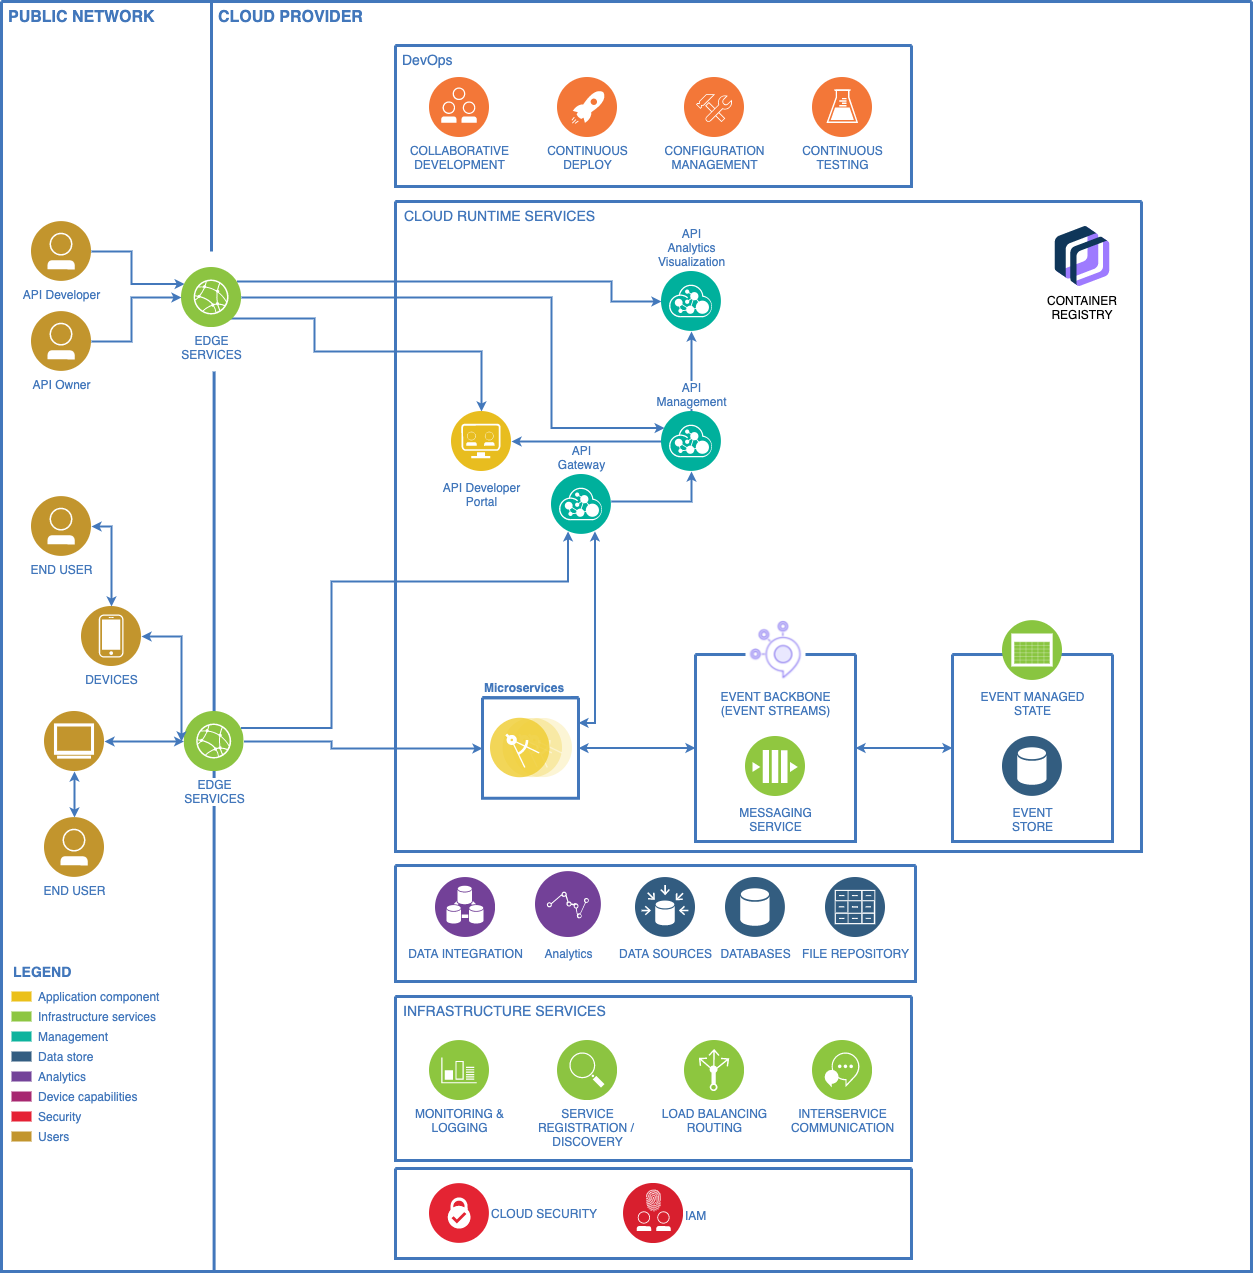 PUBLIC NETWORK
CLOUD PROVIDER
DevOps
COLLABORATIVE
DEVELOPMENT
CONTINUOUS
DEPLOY
CONFIGURATION
MANAGEMENT
CONTINUOUS
TESTING
CLOUD RUNTIME SERVICES
API
Analytics
Visualization
CONTAINER
REGISTRY
API Developer
API Owner
EDGE
SERVICES
API
Management
API
Gateway
API Developer
Portal
END USER
DEVICES
EDGE
SERVICES
END USER
Microservices
EVENT BACKBONE
(EVENT STREAMS)
MESSAGING
SERVICE
EVENT MANAGED
STATE
EVENT
STORE
DATA INTEGRATION
Analytics
DATA SOURCES
DATABASES
FILE REPOSITORY
LEGEND
Application component
Infrastructure services
Management
Data store
Analytics
Device capabilities
Security
Users
INFRASTRUCTURE SERVICES
MONITORING &
LOGGING
SERVICE
REGISTRATION /
DISCOVERY
LOAD BALANCING
ROUTING
INTERSERVICE
COMMUNICATION
CLOUD SECURITY
IAM